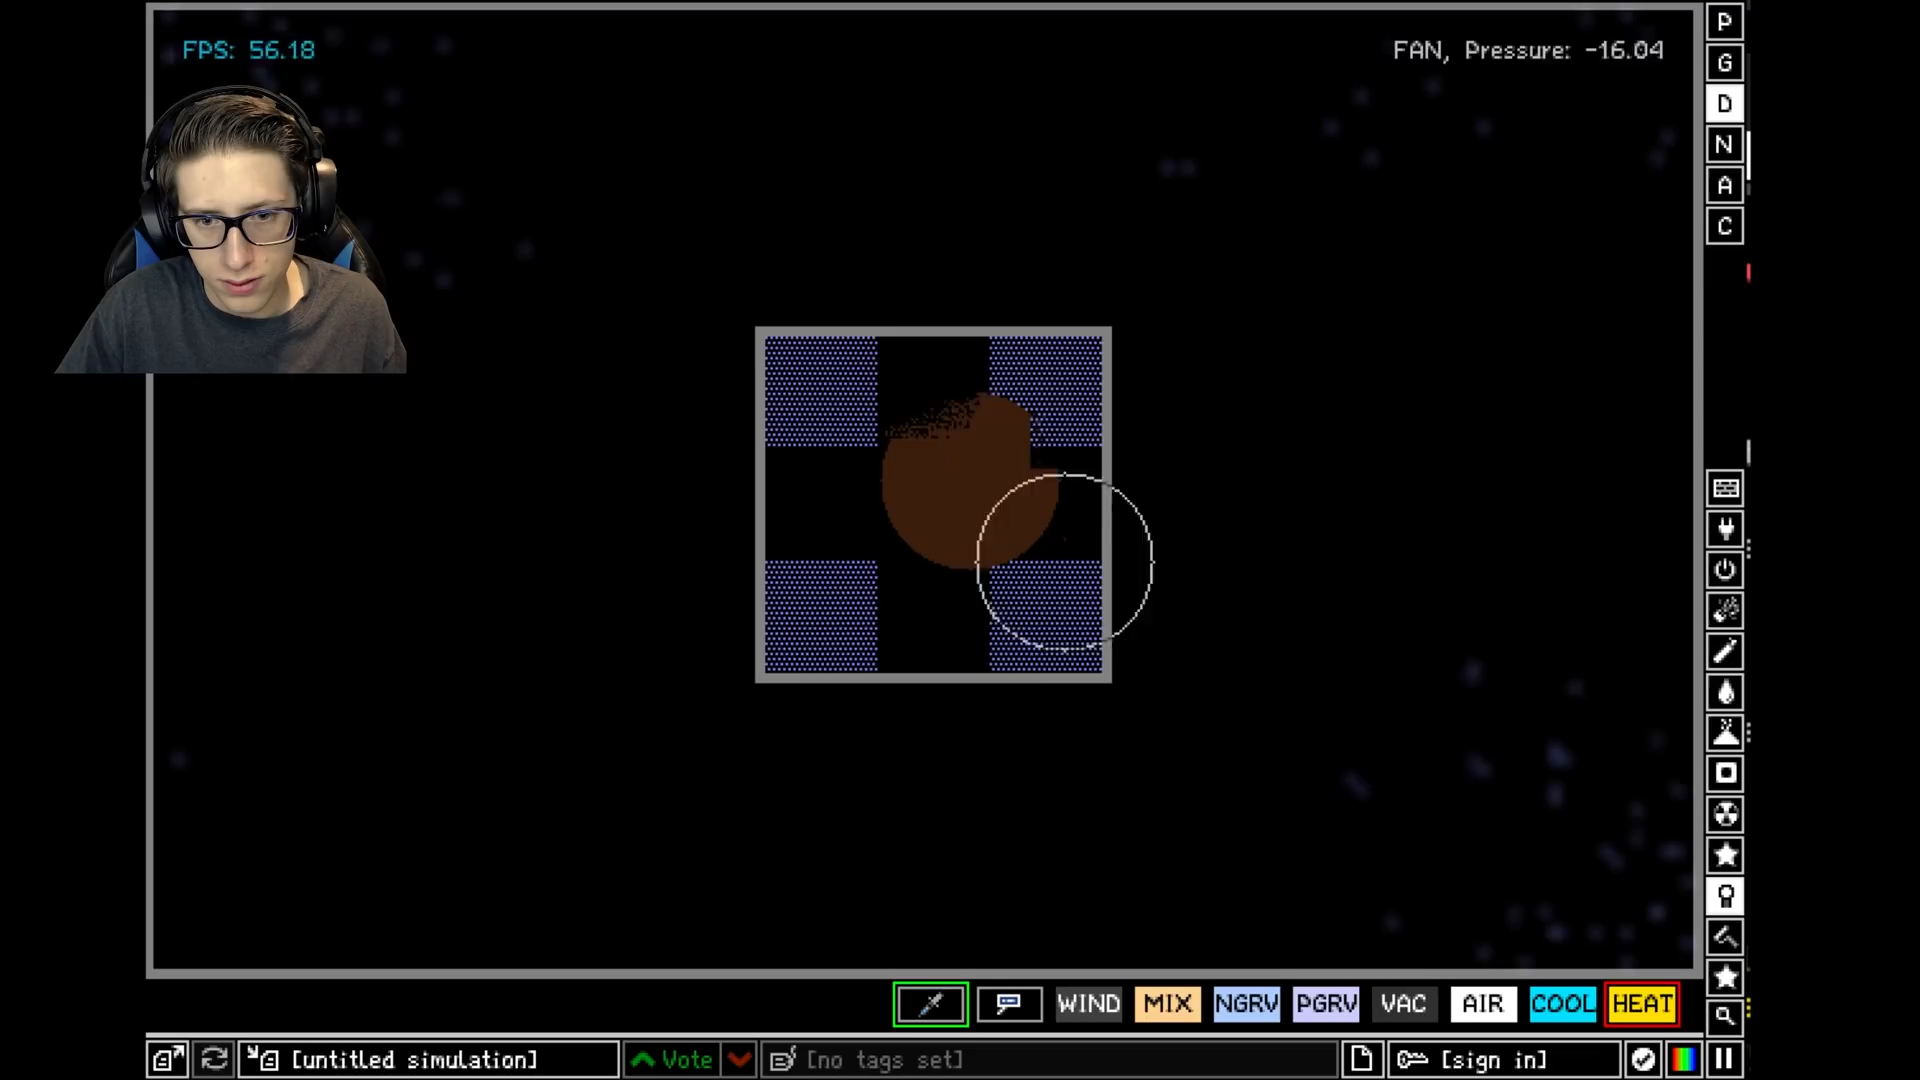 FPS: 56.18
FAN, Pressure: -16.04
P
G
D
N
A
C
WIND MIX NGRV PGRV VAC AIR COOL HEAT
[untitled simulation] Vote [no tags set] [sign in]